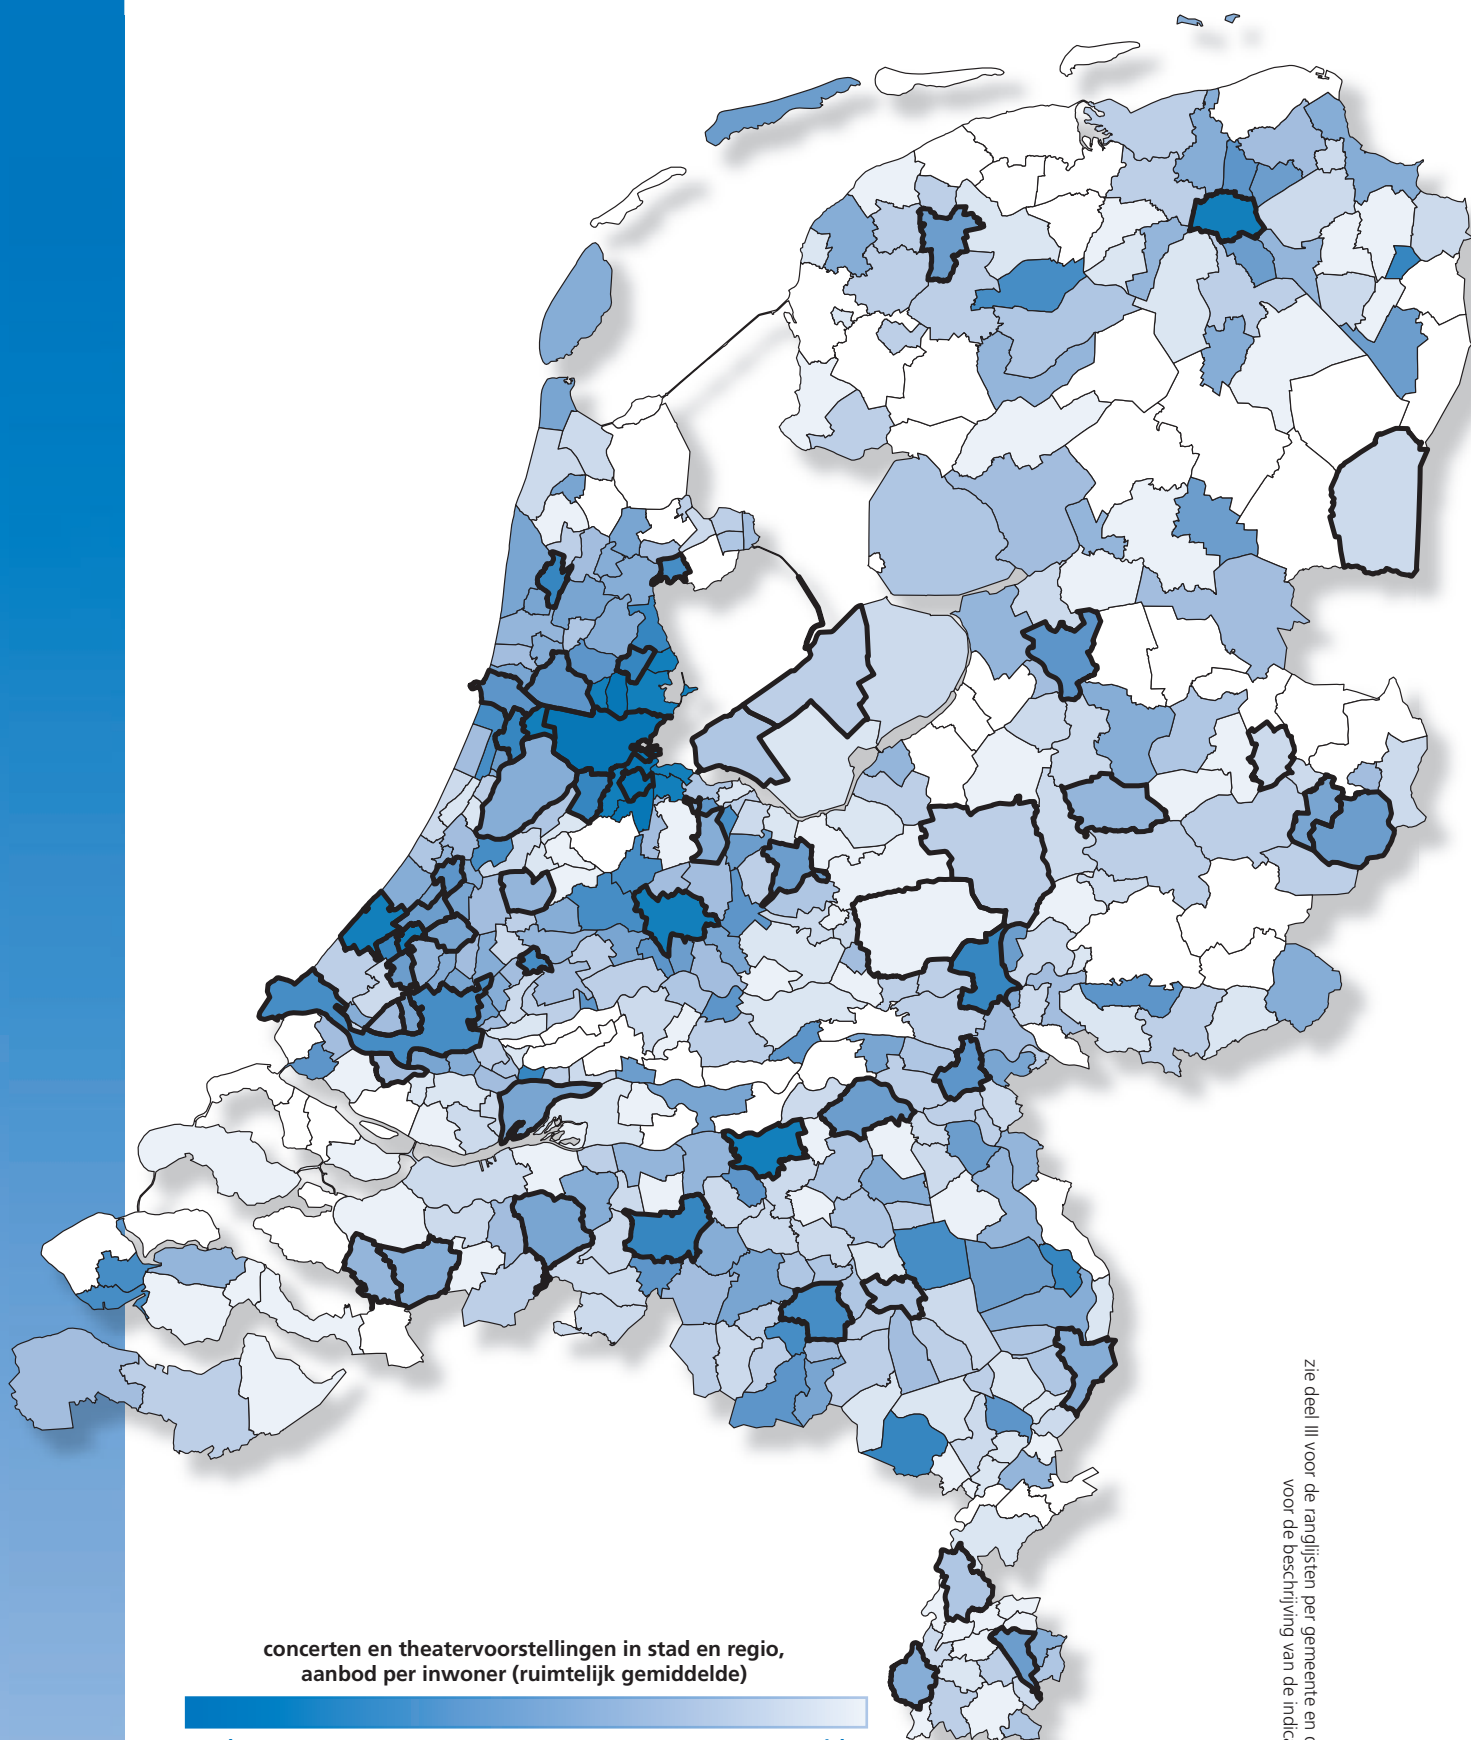 concerten en theatervoorstellingen in stad en regio,
aanbod per inwoner (ruimtelijk gemiddelde)
zie deel III voor de ranglijsten per gemeente en
voor de beschrijving van de